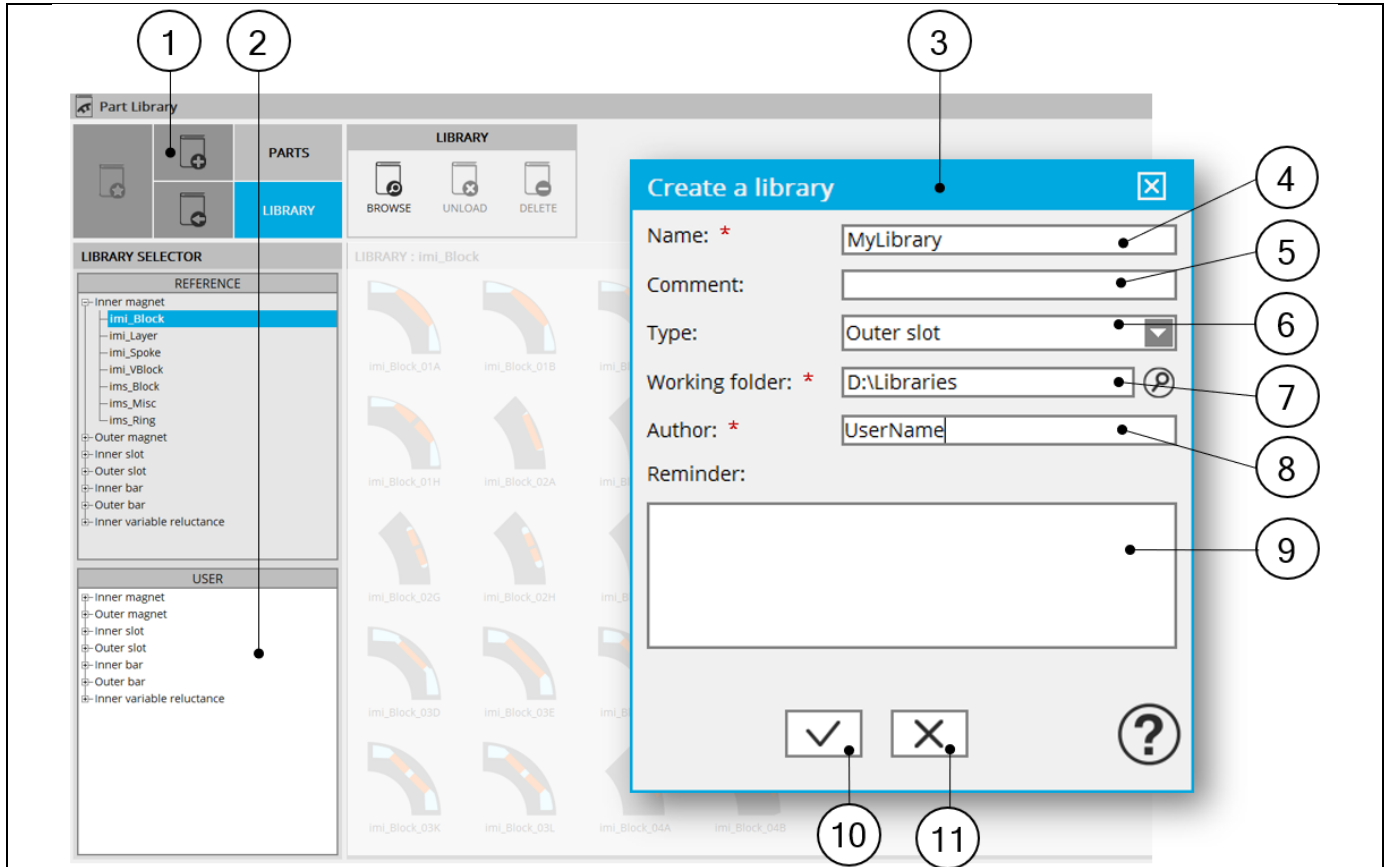 1
2
3
Part Library
PARTS
LIBRARY
LIBRARY
BROWSE
UNLOAD
DELETE
LIBRARY SELECTOR
REFERENCE
Inner magnet
imi_Block
imi_Layer
imi_Spoke
imi_VBlock
ims_Block
ims_Misc
ims_Ring
Outer magnet
Inner slot
Outer slot
Inner bar
Outer bar
Inner variable reluctance
USER
Inner magnet
Outer magnet
Inner slot
Outer slot
Inner bar
Outer bar
Inner variable reluctance
LIBRARY : imi_Block
imi_Block_01A
imi_Block_01B
imi_Block_01H
imi_Block_02A
imi_Block_02G
imi_Block_02H
imi_Block_03D
imi_Block_03E
imi_Block_03K
imi_Block_03L
imi_Block_04A
imi_Block_04B
Create a library
Name: *
MyLibrary
Comment:
Type:
Outer slot
Working folder: *
D:\Libraries
Author: *
UserName
Reminder:
?
4
5
6
7
8
9
10
11